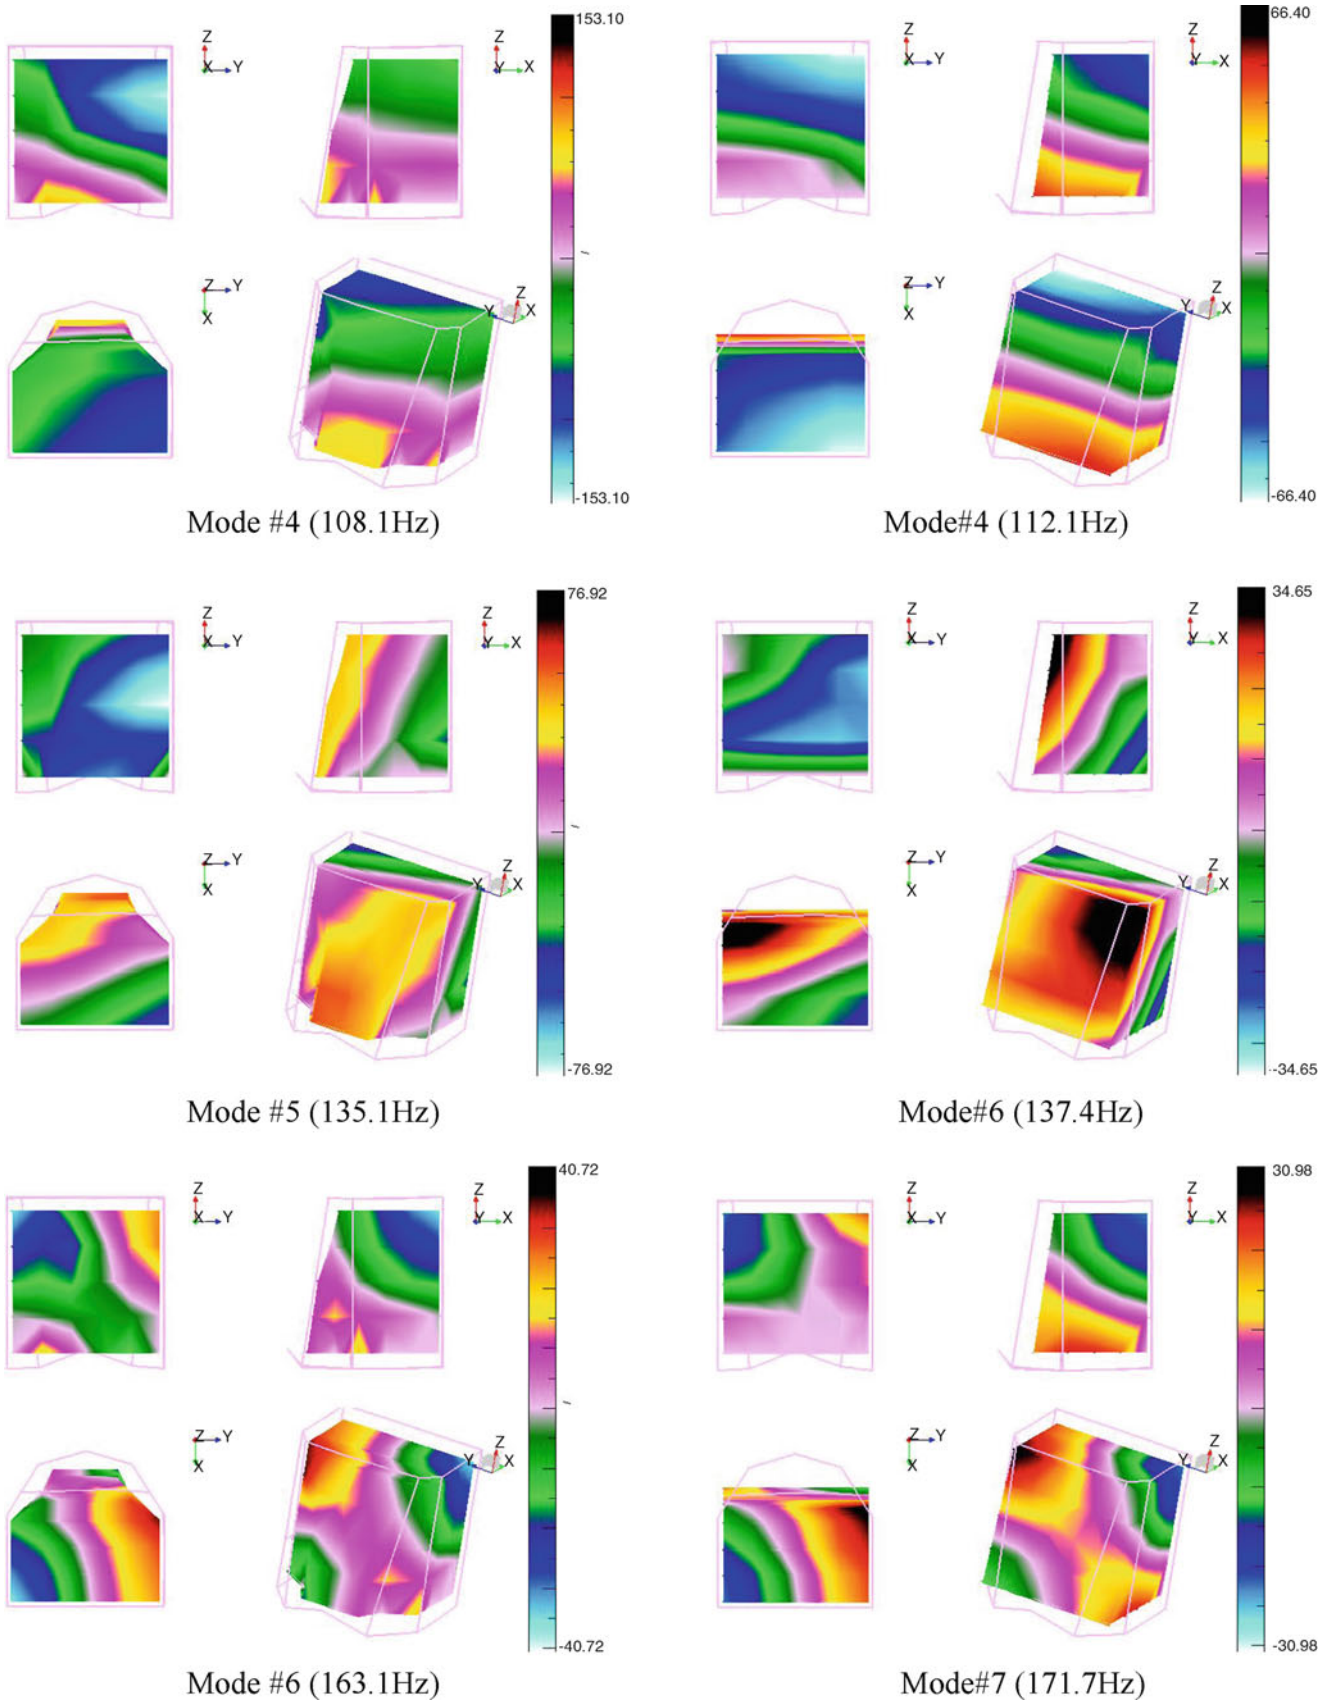 153.10
66.40
Z
X Y
Z
Y X
Z
X Y
Z
Y X
Z Y
X
Y Z X
Z Y
X
Y Z X
-153.10
-66.40
Mode #4 (108.1Hz)
Mode#4 (112.1Hz)
76.92
34.65
Z
X Y
Z
Y X
Z
X Y
Z
Y X
Z Y
X
Y Z X
Z Y
X
Y Z X
-76.92
-34.65
Mode #5 (135.1Hz)
Mode#6 (137.4Hz)
40.72
30.98
Z
X Y
Z
Y X
Z
X Y
Z
Y X
Z Y
X
Y Z X
Z Y
X
Y Z X
-40.72
-30.98
Mode #6 (163.1Hz)
Mode#7 (171.7Hz)